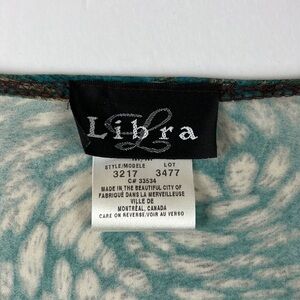 Libra
STYLE/MODELE LOT
3217 3477
C# 33534
MADE IN THE BEAUTIFUL CITY OF
FABRIQUÉ DANS LA MERVEILLEUSE
VILLE DE
MONTRÉAL, CANADA
CARE ON REVERSE/VOIR AU VERSO